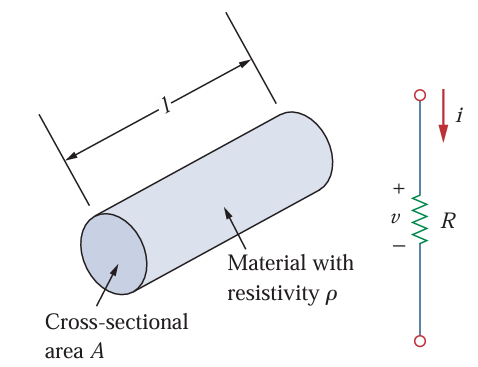 l
i
+
v
R
−
Material with
resistivity ρ
Cross-sectional
area A